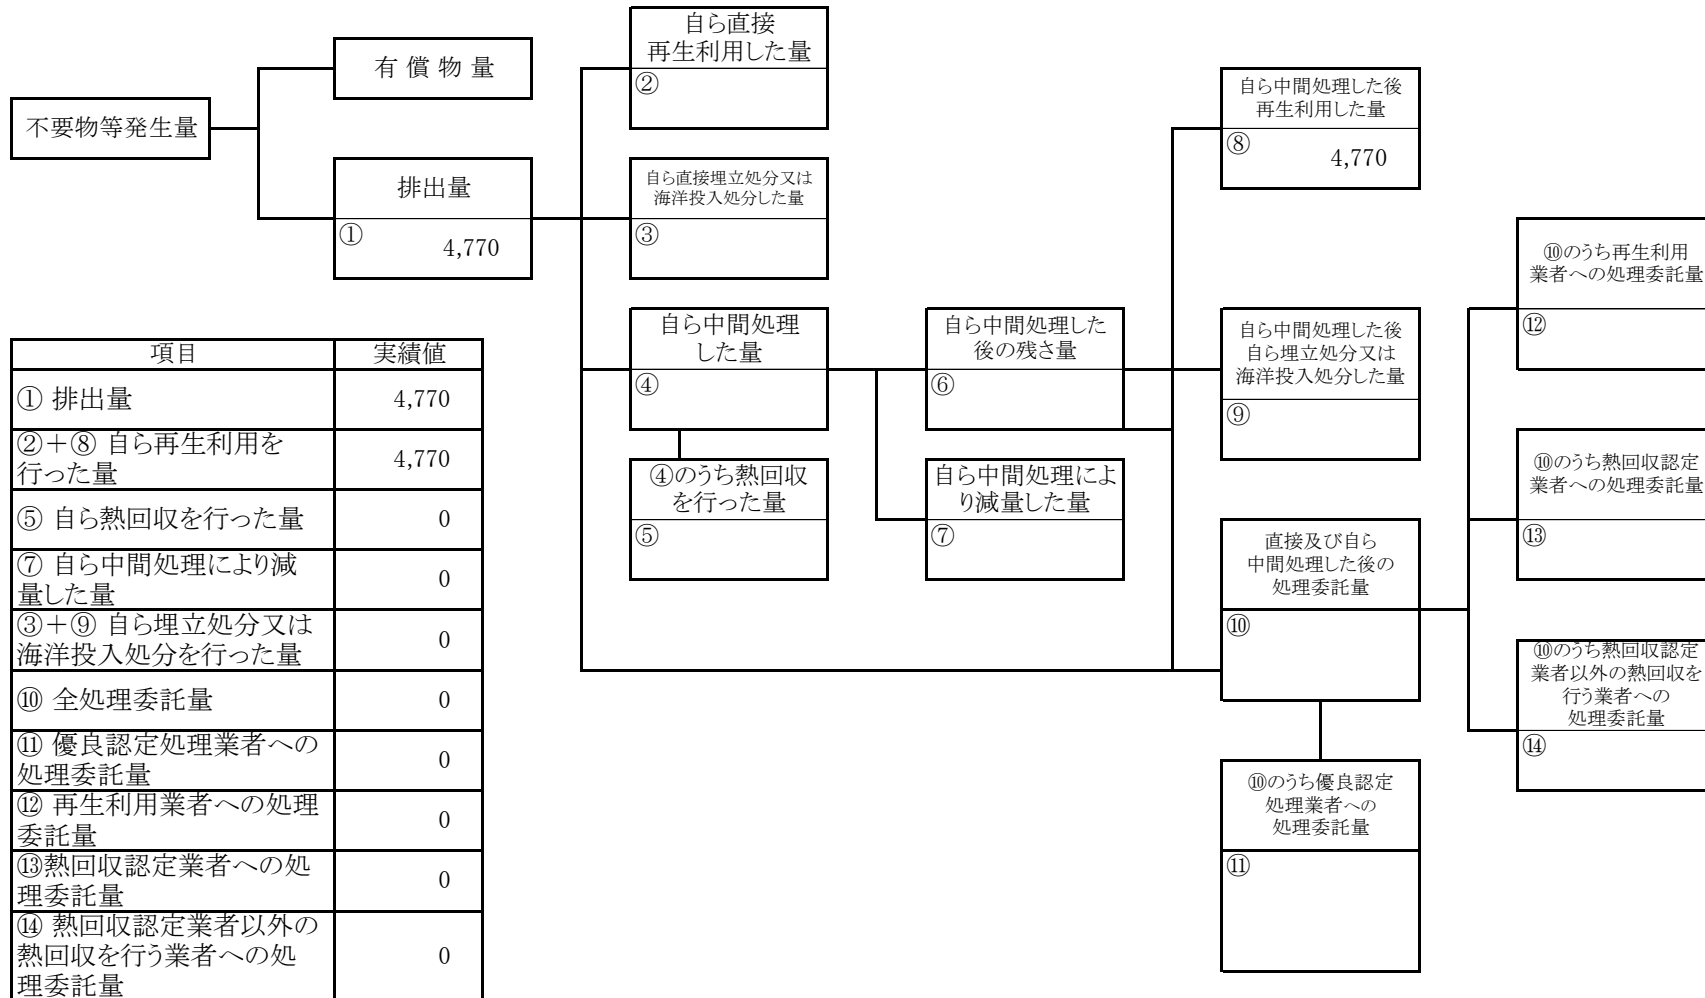 不要物等発生量
有 償 物 量
排出量
①
4,770
自ら直接
再生利用した量
②
自ら直接埋立処分又は
海洋投入処分した量
③
自ら中間処理
した量
④
④のうち熱回収
を行った量
⑤
自ら中間処理した
後の残さ量
⑥
自ら中間処理によ
り減量した量
⑦
自ら中間処理した後
再生利用した量
⑧
4,770
自ら中間処理した後
自ら埋立処分又は
海洋投入処分した量
⑨
直接及び自ら
中間処理した後の
処理委託量
⑩
⑩のうち優良認定
処理業者への
処理委託量
⑪
⑩のうち再生利用
業者への処理委託量
⑫
⑩のうち熱回収認定
業者への処理委託量
⑬
⑩のうち熱回収認定
業者以外の熱回収を
行う業者への
処理委託量
⑭
項目 実績値
① 排出量 4,770
②+⑧ 自ら再生利用を
行った量 4,770
⑤ 自ら熱回収を行った量 0
⑦ 自ら中間処理により減
量した量 0
③+⑨ 自ら埋立処分又は
海洋投入処分を行った量 0
⑩ 全処理委託量 0
⑪ 優良認定処理業者への
処理委託量 0
⑫ 再生利用業者への処理
委託量 0
⑬熱回収認定業者への処
理委託量 0
⑭ 熱回収認定業者以外の
熱回収を行う業者への処 0
理委託量